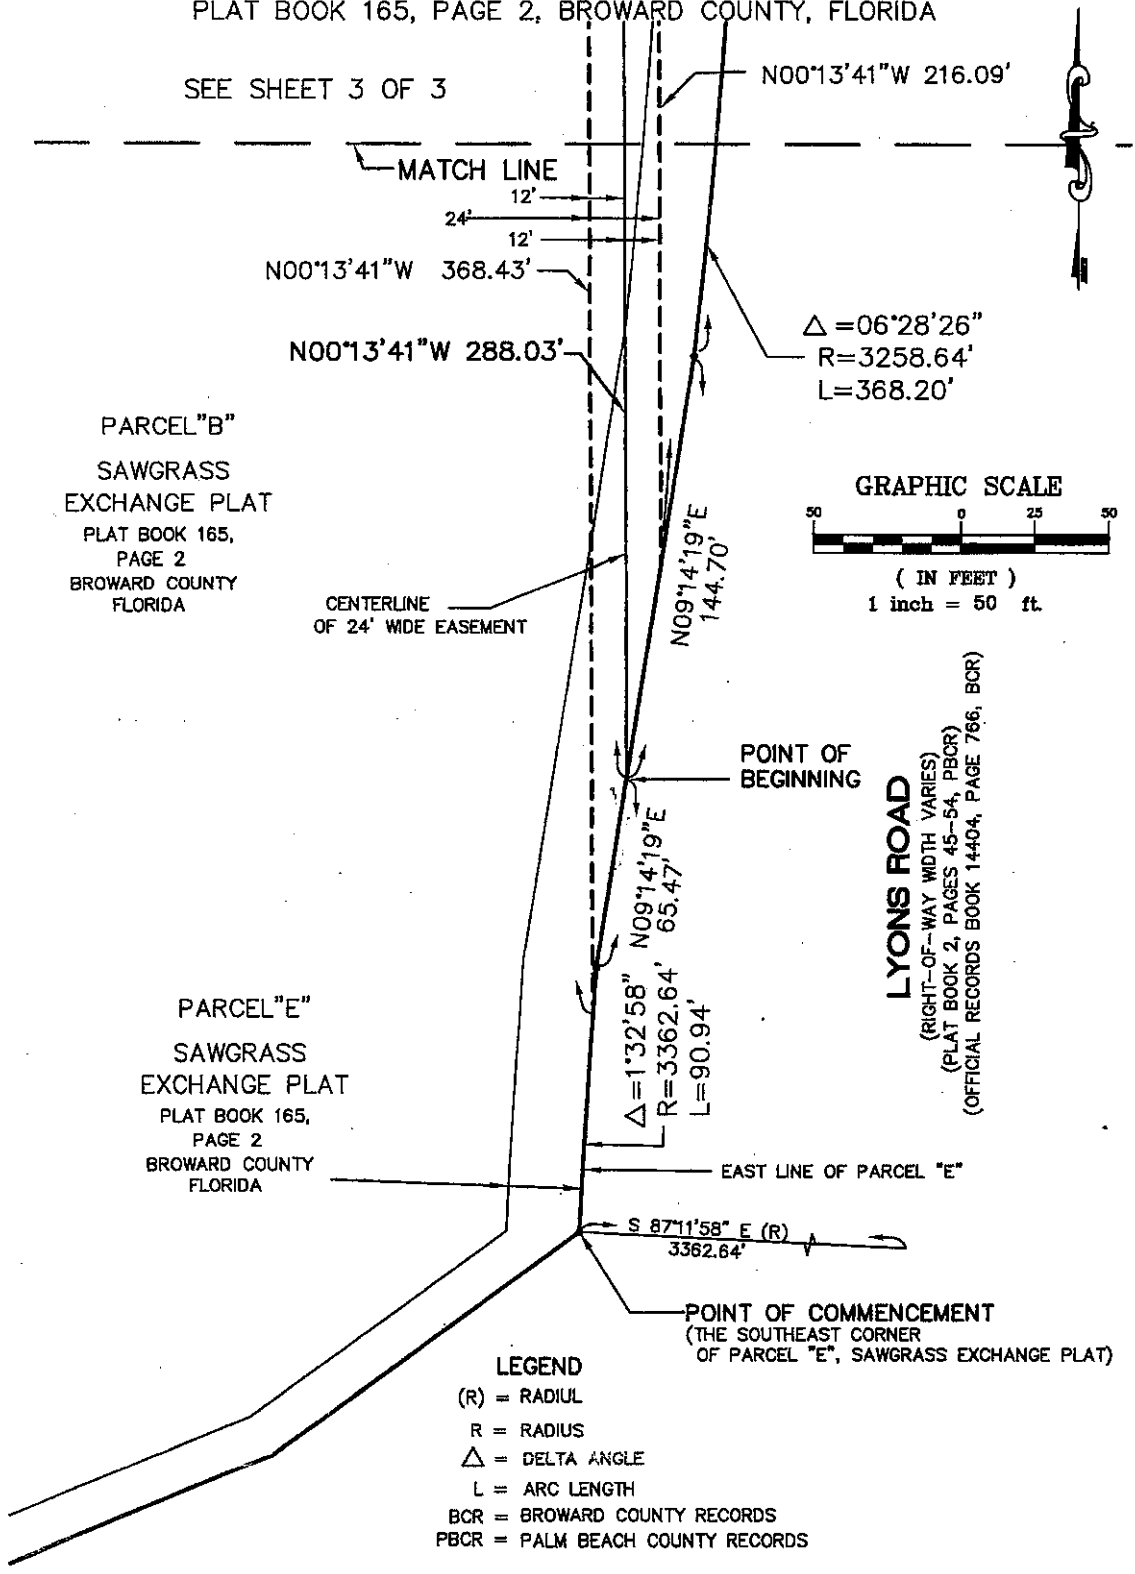 PLAT BOOK 165, PAGE 2, BROWARD COUNTY, FLORIDA
N00°13'41"W 216.09'
SEE SHEET 3 OF 3
MATCH LINE
12'
24'
12'
N00°13'41"W 368.43'
△=06°28'26"
R=3258.64'
L=368.20'
N00°13'41"W 288.03'
PARCEL"B"
SAWGRASS
EXCHANGE PLAT
PLAT BOOK 165,
PAGE 2
BROWARD COUNTY
FLORIDA
GRAPHIC SCALE
50 0 25 50
( IN FEET )
1 inch = 50 ft.
N09°14'19"E
144.70'
CENTERLINE
OF 24' WIDE EASEMENT
POINT OF
BEGINNING
LYONS ROAD
(RIGHT-OF-WAY WIDTH VARIES)
(PLAT BOOK 2, PAGES 45-54, PBCR)
(OFFICIAL RECORDS BOOK 14404, PAGE 766, BCR)
N09°14'19"E
65.47'
△=1°32'58"
R=3362.64'
L=90.94'
PARCEL"E"
SAWGRASS
EXCHANGE PLAT
PLAT BOOK 165,
PAGE 2
BROWARD COUNTY
FLORIDA
EAST LINE OF PARCEL "E"
S 87°11'58" E (R)
3362.64'
POINT OF COMMENCEMENT
(THE SOUTHEAST CORNER
OF PARCEL "E", SAWGRASS EXCHANGE PLAT)
LEGEND
(R) = RADIUL
R = RADIUS
△ = DELTA ANGLE
L = ARC LENGTH
BCR = BROWARD COUNTY RECORDS
PBCR = PALM BEACH COUNTY RECORDS